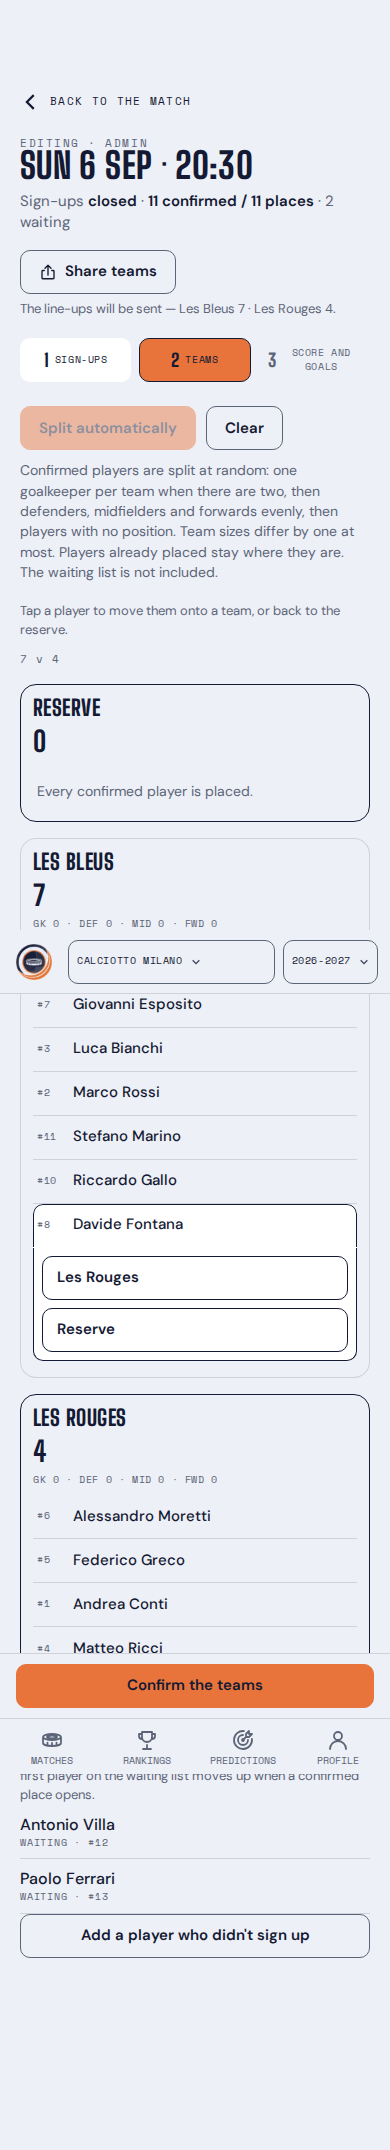 BACK TO THE MATCH
EDITING · ADMIN
SUN 6 SEP · 20:30
Sign-ups closed · 11 confirmed / 11 places · 2
waiting
Share teams
The line-ups will be sent — Les Bleus 7 · Les Rouges 4.
1 SIGN-UPS
2 TEAMS
3 SCORE AND
GOALS
Split automatically
Clear
Confirmed players are split at random: one
goalkeeper per team when there are two, then
defenders, midfielders and forwards evenly, then
players with no position. Team sizes differ by one at
most. Players already placed stay where they are.
The waiting list is not included.
Tap a player to move them onto a team, or back to the
reserve.
7 v 4
RESERVE
0
Every confirmed player is placed.
LES BLEUS
7
GK 0 · DEF 0 · MID 0 · FWD 0
CALCIOTTO MILANO
2026-2027
#7 Giovanni Esposito
#3 Luca Bianchi
#2 Marco Rossi
#11 Stefano Marino
#10 Riccardo Gallo
#8 Davide Fontana
Les Rouges
Reserve
LES ROUGES
4
GK 0 · DEF 0 · MID 0 · FWD 0
#6 Alessandro Moretti
#5 Federico Greco
#1 Andrea Conti
#4 Matteo Ricci
Confirm the teams
MATCHES
RANKINGS
PREDICTIONS
PROFILE
first player on the waiting list moves up when a confirmed
place opens.
Antonio Villa
WAITING · #12
Paolo Ferrari
WAITING · #13
Add a player who didn't sign up